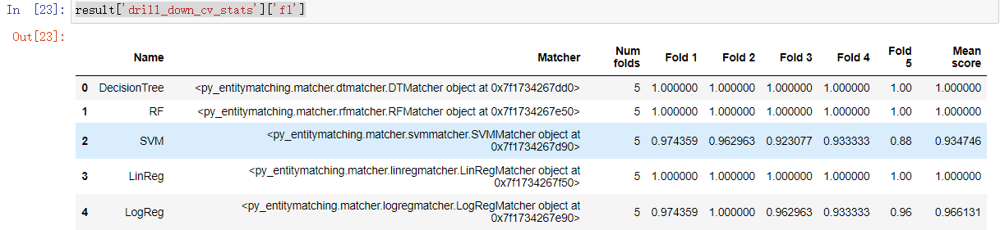 In [23]: result['drill_down_cv_stats']['f1']
Out[23]:
Name Matcher Num folds Fold 1 Fold 2 Fold 3 Fold 4 Fold 5 Mean score
0 DecisionTree <py_entitymatching.matcher.dtmatcher.DTMatcher object at 0x7f1734267dd0> 5 1.000000 1.000000 1.000000 1.000000 1.00 1.000000
1 RF <py_entitymatching.matcher.rfmatcher.RFMatcher object at 0x7f1734267e50> 5 1.000000 1.000000 1.000000 1.000000 1.00 1.000000
2 SVM <py_entitymatching.matcher.svmmatcher.SVMMatcher object at 0x7f1734267d90> 5 0.974359 0.962963 0.923077 0.933333 0.88 0.934746
3 LinReg <py_entitymatching.matcher.linregmatcher.LinRegMatcher object at 0x7f1734267f50> 5 1.000000 1.000000 1.000000 1.000000 1.00 1.000000
4 LogReg <py_entitymatching.matcher.logregmatcher.LogRegMatcher object at 0x7f1734267e90> 5 0.974359 1.000000 0.962963 0.933333 0.96 0.966131